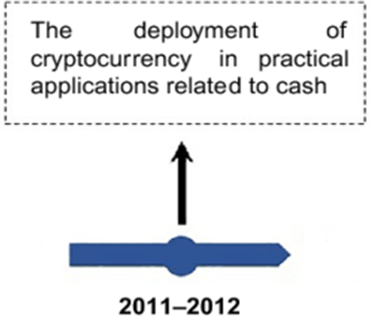 The deployment of
cryptocurrency in practical
applications related to cash
2011–2012